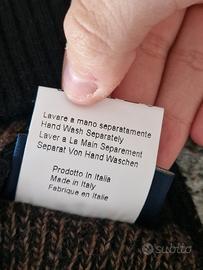 Lavare a mano separatamente
Hand Wash Separately
Laver a La Main Separement
Separat Von Hand Waschen
Prodotto in Italia
Made in Italy
Fabrique en Italie
subito